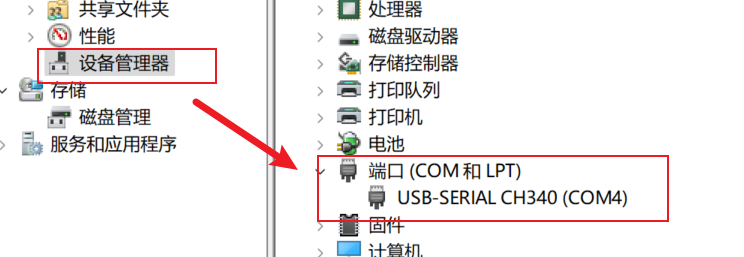 共享文件夹
性能
设备管理器
存储
磁盘管理
服务和应用程序
处理器
磁盘驱动器
存储控制器
打印队列
打印机
电池
端口 (COM 和 LPT)
USB-SERIAL CH340 (COM4)
固件
计算机